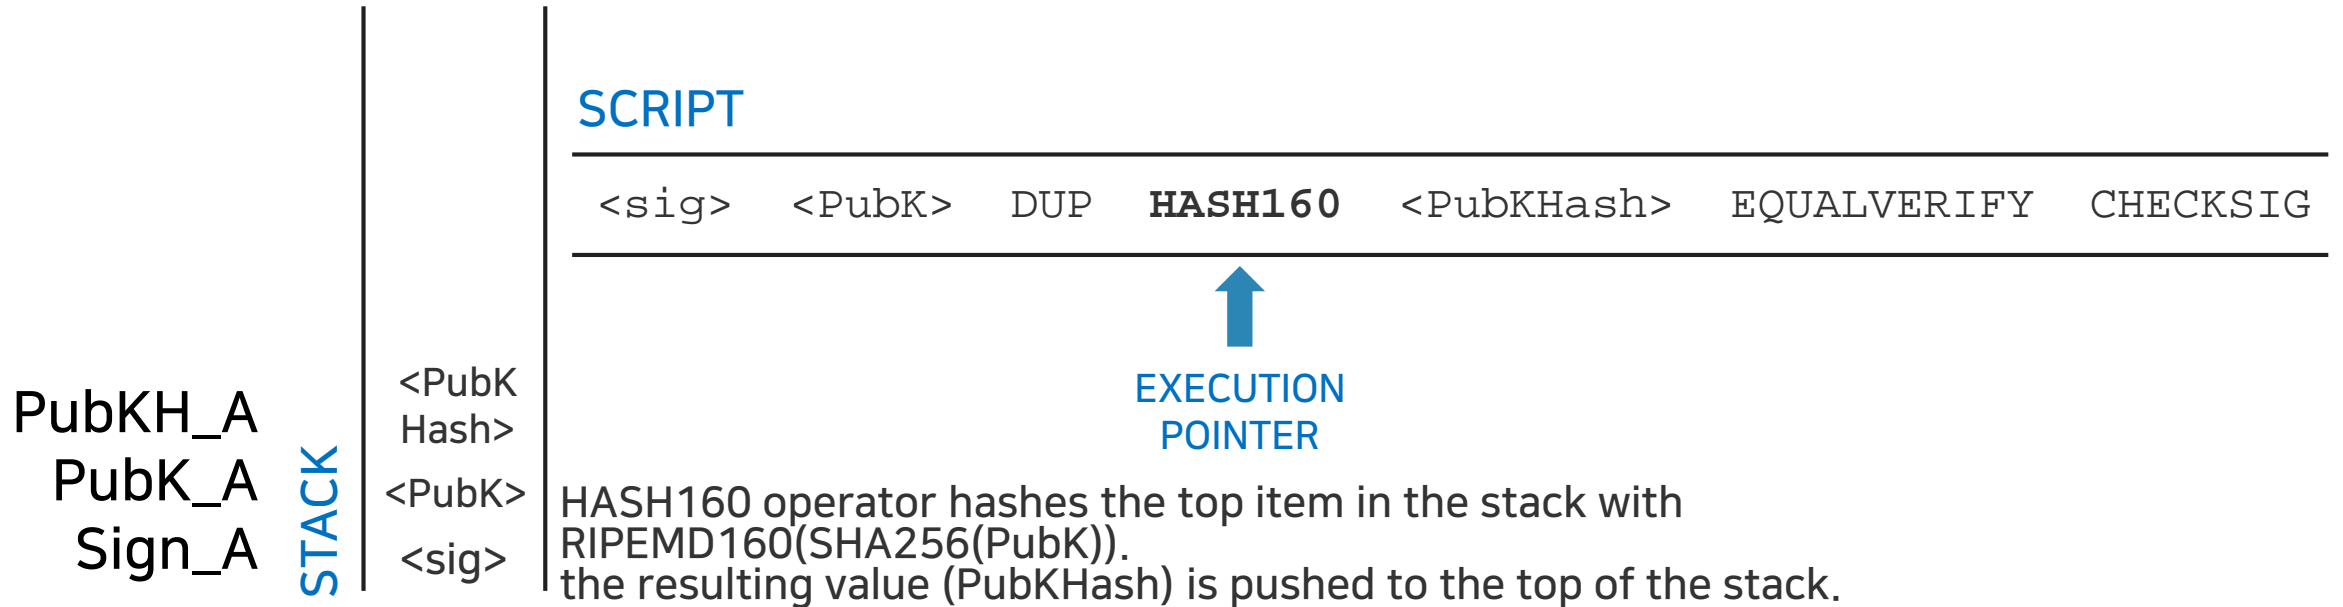 SCRIPT
<sig> <PubK> DUP HASH160 <PubKHash> EQUALVERIFY CHECKSIG
EXECUTION
POINTER
PubKH_A
PubK_A
Sign_A
STACK
<PubK
Hash>
<PubK>
<sig>
HASH160 operator hashes the top item in the stack with
RIPEMD160(SHA256(PubK)).
the resulting value (PubKHash) is pushed to the top of the stack.